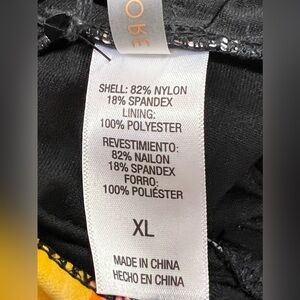 SHELL: 82% NYLON
18% SPANDEX
LINING:
100% POLYESTER
REVESTIMIENTO:
82% NAILON
18% SPANDEX
FORRO:
100% POLIÉSTER
XL
MADE IN CHINA
HECHO EN CHINA